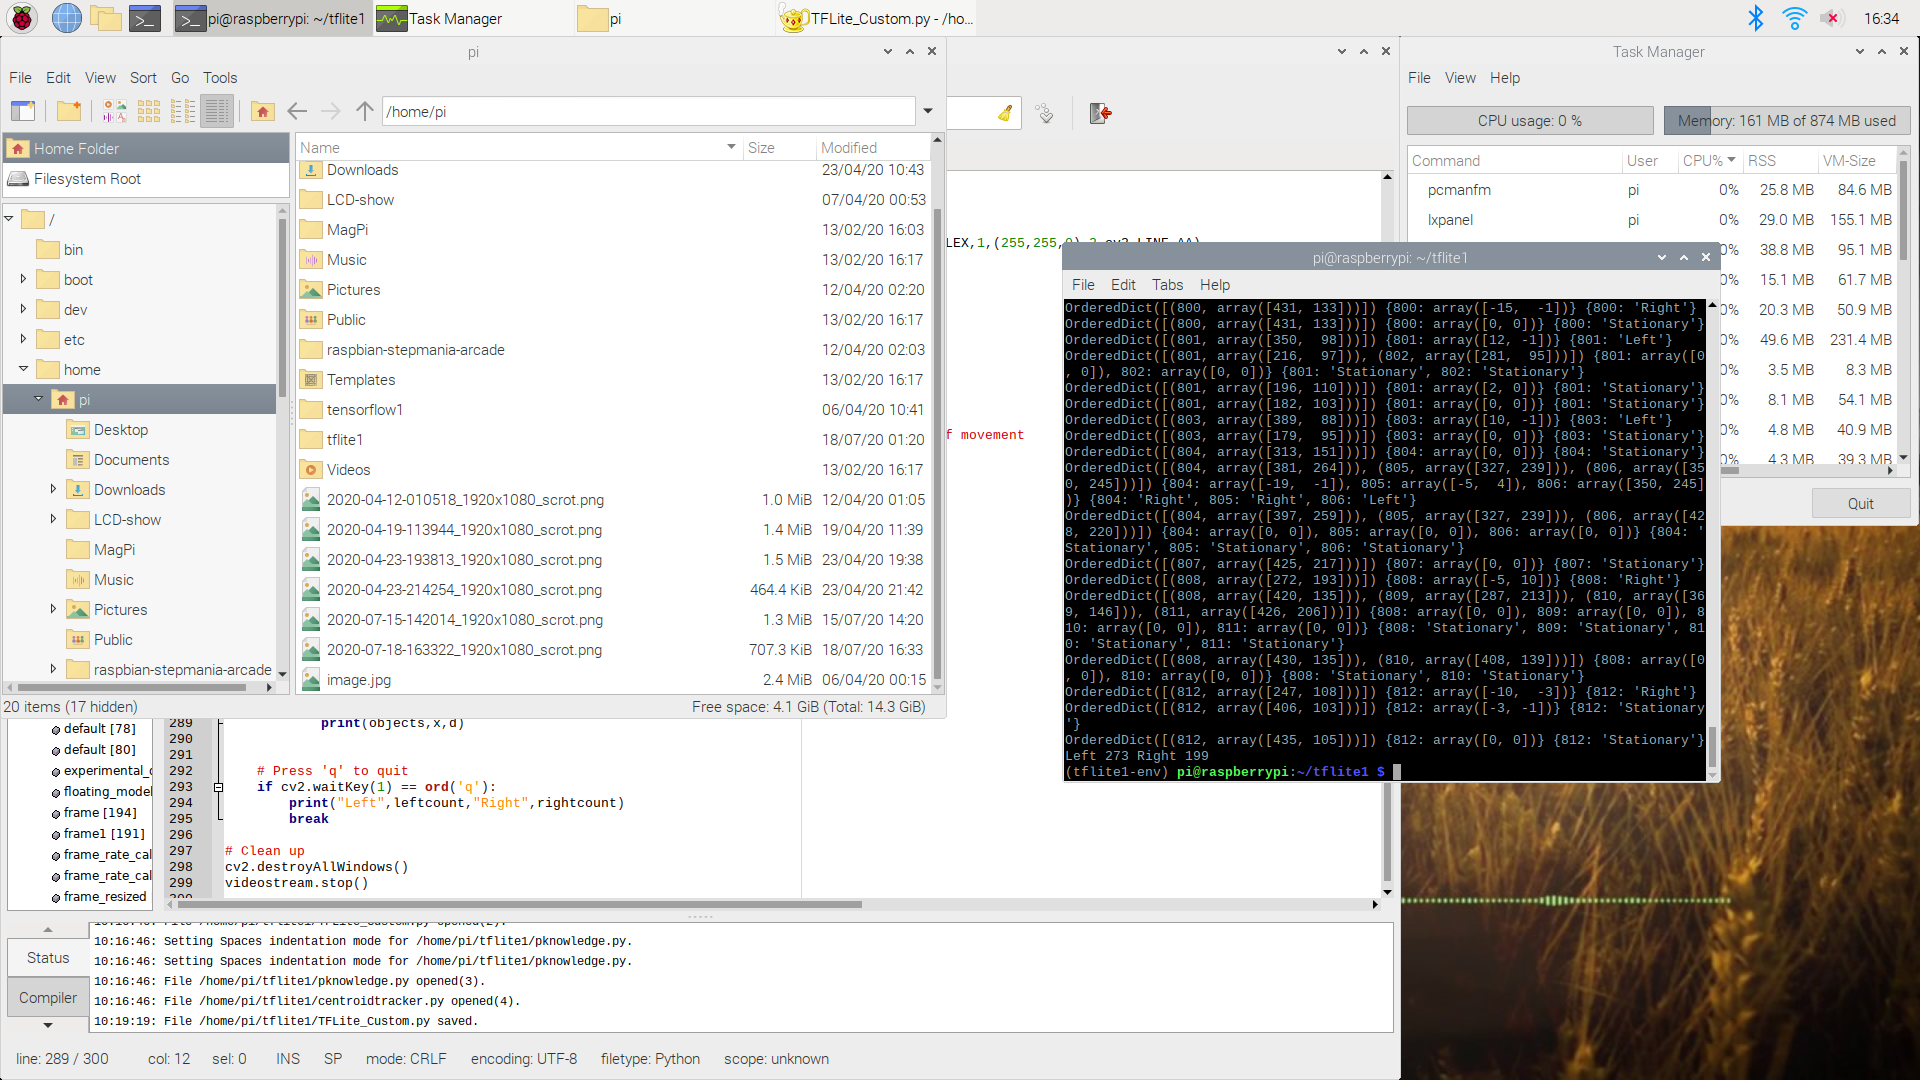 pi@raspberrypi: ~/tflite1 Task Manager pi TFLite_Custom.py - /ho... 16:34
pi
File Edit View Sort Go Tools
/home/pi
Home Folder
Filesystem Root
/
bin
boot
dev
etc
home
pi
Desktop
Documents
Downloads
LCD-show
MagPi
Music
Pictures
Public
raspbian-stepmania-arcade
Name Size Modified
Downloads 23/04/20 10:43
LCD-show 07/04/20 00:53
MagPi 13/02/20 16:03
Music 13/02/20 16:17
Pictures 12/04/20 02:20
Public 13/02/20 16:17
raspbian-stepmania-arcade 12/04/20 02:03
Templates 13/02/20 16:17
tensorflow1 06/04/20 10:41
tflite1 18/07/20 01:20
Videos 13/02/20 16:17
2020-04-12-010518_1920x1080_scrot.png 1.0 MiB 12/04/20 01:05
2020-04-19-113944_1920x1080_scrot.png 1.4 MiB 19/04/20 11:39
2020-04-23-193813_1920x1080_scrot.png 1.5 MiB 23/04/20 19:38
2020-04-23-214254_1920x1080_scrot.png 464.4 KiB 23/04/20 21:42
2020-07-15-142014_1920x1080_scrot.png 1.3 MiB 15/07/20 14:20
2020-07-18-163322_1920x1080_scrot.png 707.3 KiB 18/07/20 16:33
image.jpg 2.4 MiB 06/04/20 00:15
20 items (17 hidden) Free space: 4.1 GiB (Total: 14.3 GiB)
Task Manager
File View Help
CPU usage: 0 % Memory: 161 MB of 874 MB used
Command User CPU% RSS VM-Size
pcmanfm pi 0% 25.8 MB 84.6 MB
lxpanel pi 0% 29.0 MB 155.1 MB
0% 38.8 MB 95.1 MB
0% 15.1 MB 61.7 MB
0% 20.3 MB 50.9 MB
0% 49.6 MB 231.4 MB
0% 3.5 MB 8.3 MB
0% 8.1 MB 54.1 MB
0% 4.8 MB 40.9 MB
0% 4.3 MB 39.3 MB
Quit
LEX,1,(255,255,0),2,cv2.LINE_AA)
f movement
pi@raspberrypi: ~/tflite1
File Edit Tabs Help
OrderedDict([(800, array([431, 133]))]) {800: array([-15,  -1])} {800: 'Right'}
OrderedDict([(800, array([431, 133]))]) {800: array([0, 0])} {800: 'Stationary'}
OrderedDict([(801, array([350,  98]))]) {801: array([12, -1])} {801: 'Left'}
OrderedDict([(801, array([216,  97])), (802, array([281,  95]))]) {801: array([0
, 0]), 802: array([0, 0])} {801: 'Stationary', 802: 'Stationary'}
OrderedDict([(801, array([196, 110]))]) {801: array([2, 0])} {801: 'Stationary'}
OrderedDict([(801, array([182, 103]))]) {801: array([0, 0])} {801: 'Stationary'}
OrderedDict([(803, array([389,  88]))]) {803: array([10, -1])} {803: 'Left'}
OrderedDict([(803, array([179,  95]))]) {803: array([0, 0])} {803: 'Stationary'}
OrderedDict([(804, array([313, 151]))]) {804: array([0, 0])} {804: 'Stationary'}
OrderedDict([(804, array([381, 264])), (805, array([327, 239])), (806, array([35
0, 245]))]) {804: array([-19,  -1]), 805: array([-5,  4]), 806: array([350, 245]
)} {804: 'Right', 805: 'Right', 806: 'Left'}
OrderedDict([(804, array([397, 259])), (805, array([327, 239])), (806, array([42
8, 220]))]) {804: array([0, 0]), 805: array([0, 0]), 806: array([0, 0])} {804: '
Stationary', 805: 'Stationary', 806: 'Stationary'}
OrderedDict([(807, array([425, 217]))]) {807: array([0, 0])} {807: 'Stationary'}
OrderedDict([(808, array([272, 193]))]) {808: array([-5, 10])} {808: 'Right'}
OrderedDict([(808, array([420, 135])), (809, array([287, 213])), (810, array([36
9, 146])), (811, array([426, 206]))]) {808: array([0, 0]), 809: array([0, 0]), 8
10: array([0, 0]), 811: array([0, 0])} {808: 'Stationary', 809: 'Stationary', 81
0: 'Stationary', 811: 'Stationary'}
OrderedDict([(808, array([430, 135])), (810, array([408, 139]))]) {808: array([0
, 0]), 810: array([0, 0])} {808: 'Stationary', 810: 'Stationary'}
OrderedDict([(812, array([247, 108]))]) {812: array([-10,  -3])} {812: 'Right'}
OrderedDict([(812, array([406, 103]))]) {812: array([-3, -1])} {812: 'Stationary
'}
OrderedDict([(812, array([435, 105]))]) {812: array([0, 0])} {812: 'Stationary'}
Left 273 Right 199
(tflite1-env) pi@raspberrypi:~/tflite1 $
default [78]
default [80]
experimental_
floating_model
frame [194]
frame1 [191]
frame_rate_cal
frame_rate_cal
frame_resized
289 print(objects,x,d)
290
291
292 # Press 'q' to quit
293 if cv2.waitKey(1) == ord('q'):
294 print("Left",leftcount,"Right",rightcount)
295 break
296
297 # Clean up
298 cv2.destroyAllWindows()
299 videostream.stop()
Status
Compiler
10:16:46: Setting Spaces indentation mode for /home/pi/tflite1/pknowledge.py.
10:16:46: Setting Spaces indentation mode for /home/pi/tflite1/pknowledge.py.
10:16:46: File /home/pi/tflite1/pknowledge.py opened(3).
10:16:46: File /home/pi/tflite1/centroidtracker.py opened(4).
10:19:19: File /home/pi/tflite1/TFLite_Custom.py saved.
line: 289 / 300 col: 12 sel: 0 INS SP mode: CRLF encoding: UTF-8 filetype: Python scope: unknown